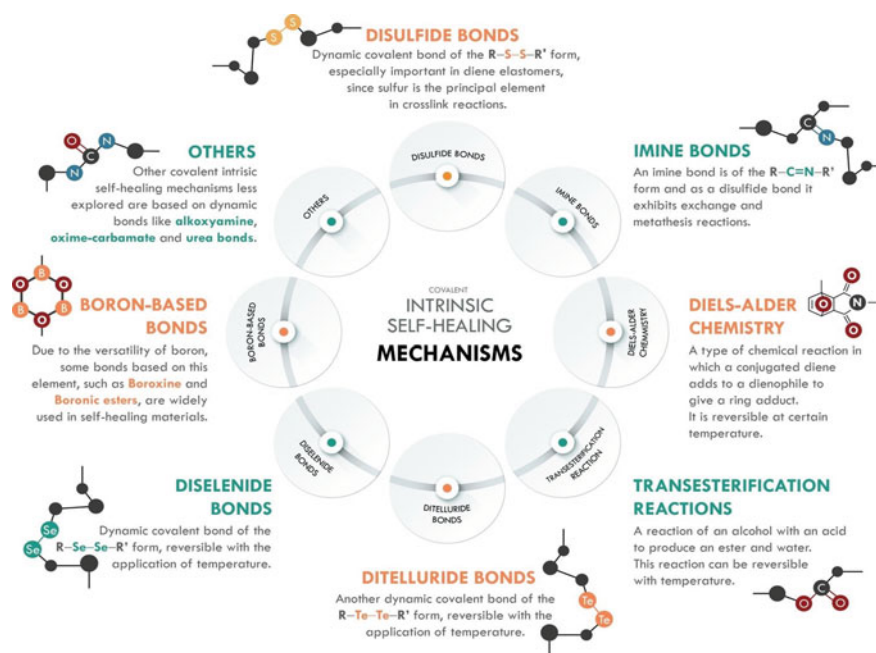 DISULFIDE BONDS
Dynamic covalent bond of the R–S–S–R' form,
especially important in diene elastomers,
since sulfur is the principal element
in crosslink reactions.
S
S
OTHERS
Other covalent intrinsic
self-healing mechanisms less
explored are based on dynamic
bonds like alkoxyamine,
oxime-carbamate and urea bonds.
O
N
C
N
IMINE BONDS
An imine bond is of the R–C=N–R'
form and as a disulfide bond it
exhibits exchange and
metathesis reactions.
C
N
DISULFIDE BONDS
OTHERS
IMINE BONDS
BORON-BASED
BONDS
Due to the versatility of boron,
some bonds based on this
element, such as Boroxine and
Boronic esters, are widely
used in self-healing materials.
B
O
O
B
B
O
BORON-BASED
BONDS
COVALENT
INTRINSIC
SELF-HEALING
MECHANISMS
DIELS-ALDER
CHEMMISTRY
DIELS-ALDER
CHEMISTRY
A type of chemical reaction in
which a conjugated diene
adds to a dienophile to
give a ring adduct.
It is reversible at certain
temperature.
O
O
N
O
DISELENIDE
BONDS
DITELLURIDE
BONDS
TRANSESTERIFICATION
REACTION
DISELENIDE
BONDS
Dynamic covalent bond of the
R–Se–Se–R' form, reversible with the
application of temperature.
Se
Se
DITELLURIDE BONDS
Another dynamic covalent bond of the
R–Te–Te–R' form, reversible with the
application of temperature.
Te
Te
TRANSESTERIFICATION
REACTIONS
A reaction of an alcohol with an acid
to produce an ester and water.
This reaction can be reversible
with temperature.
C
O
O